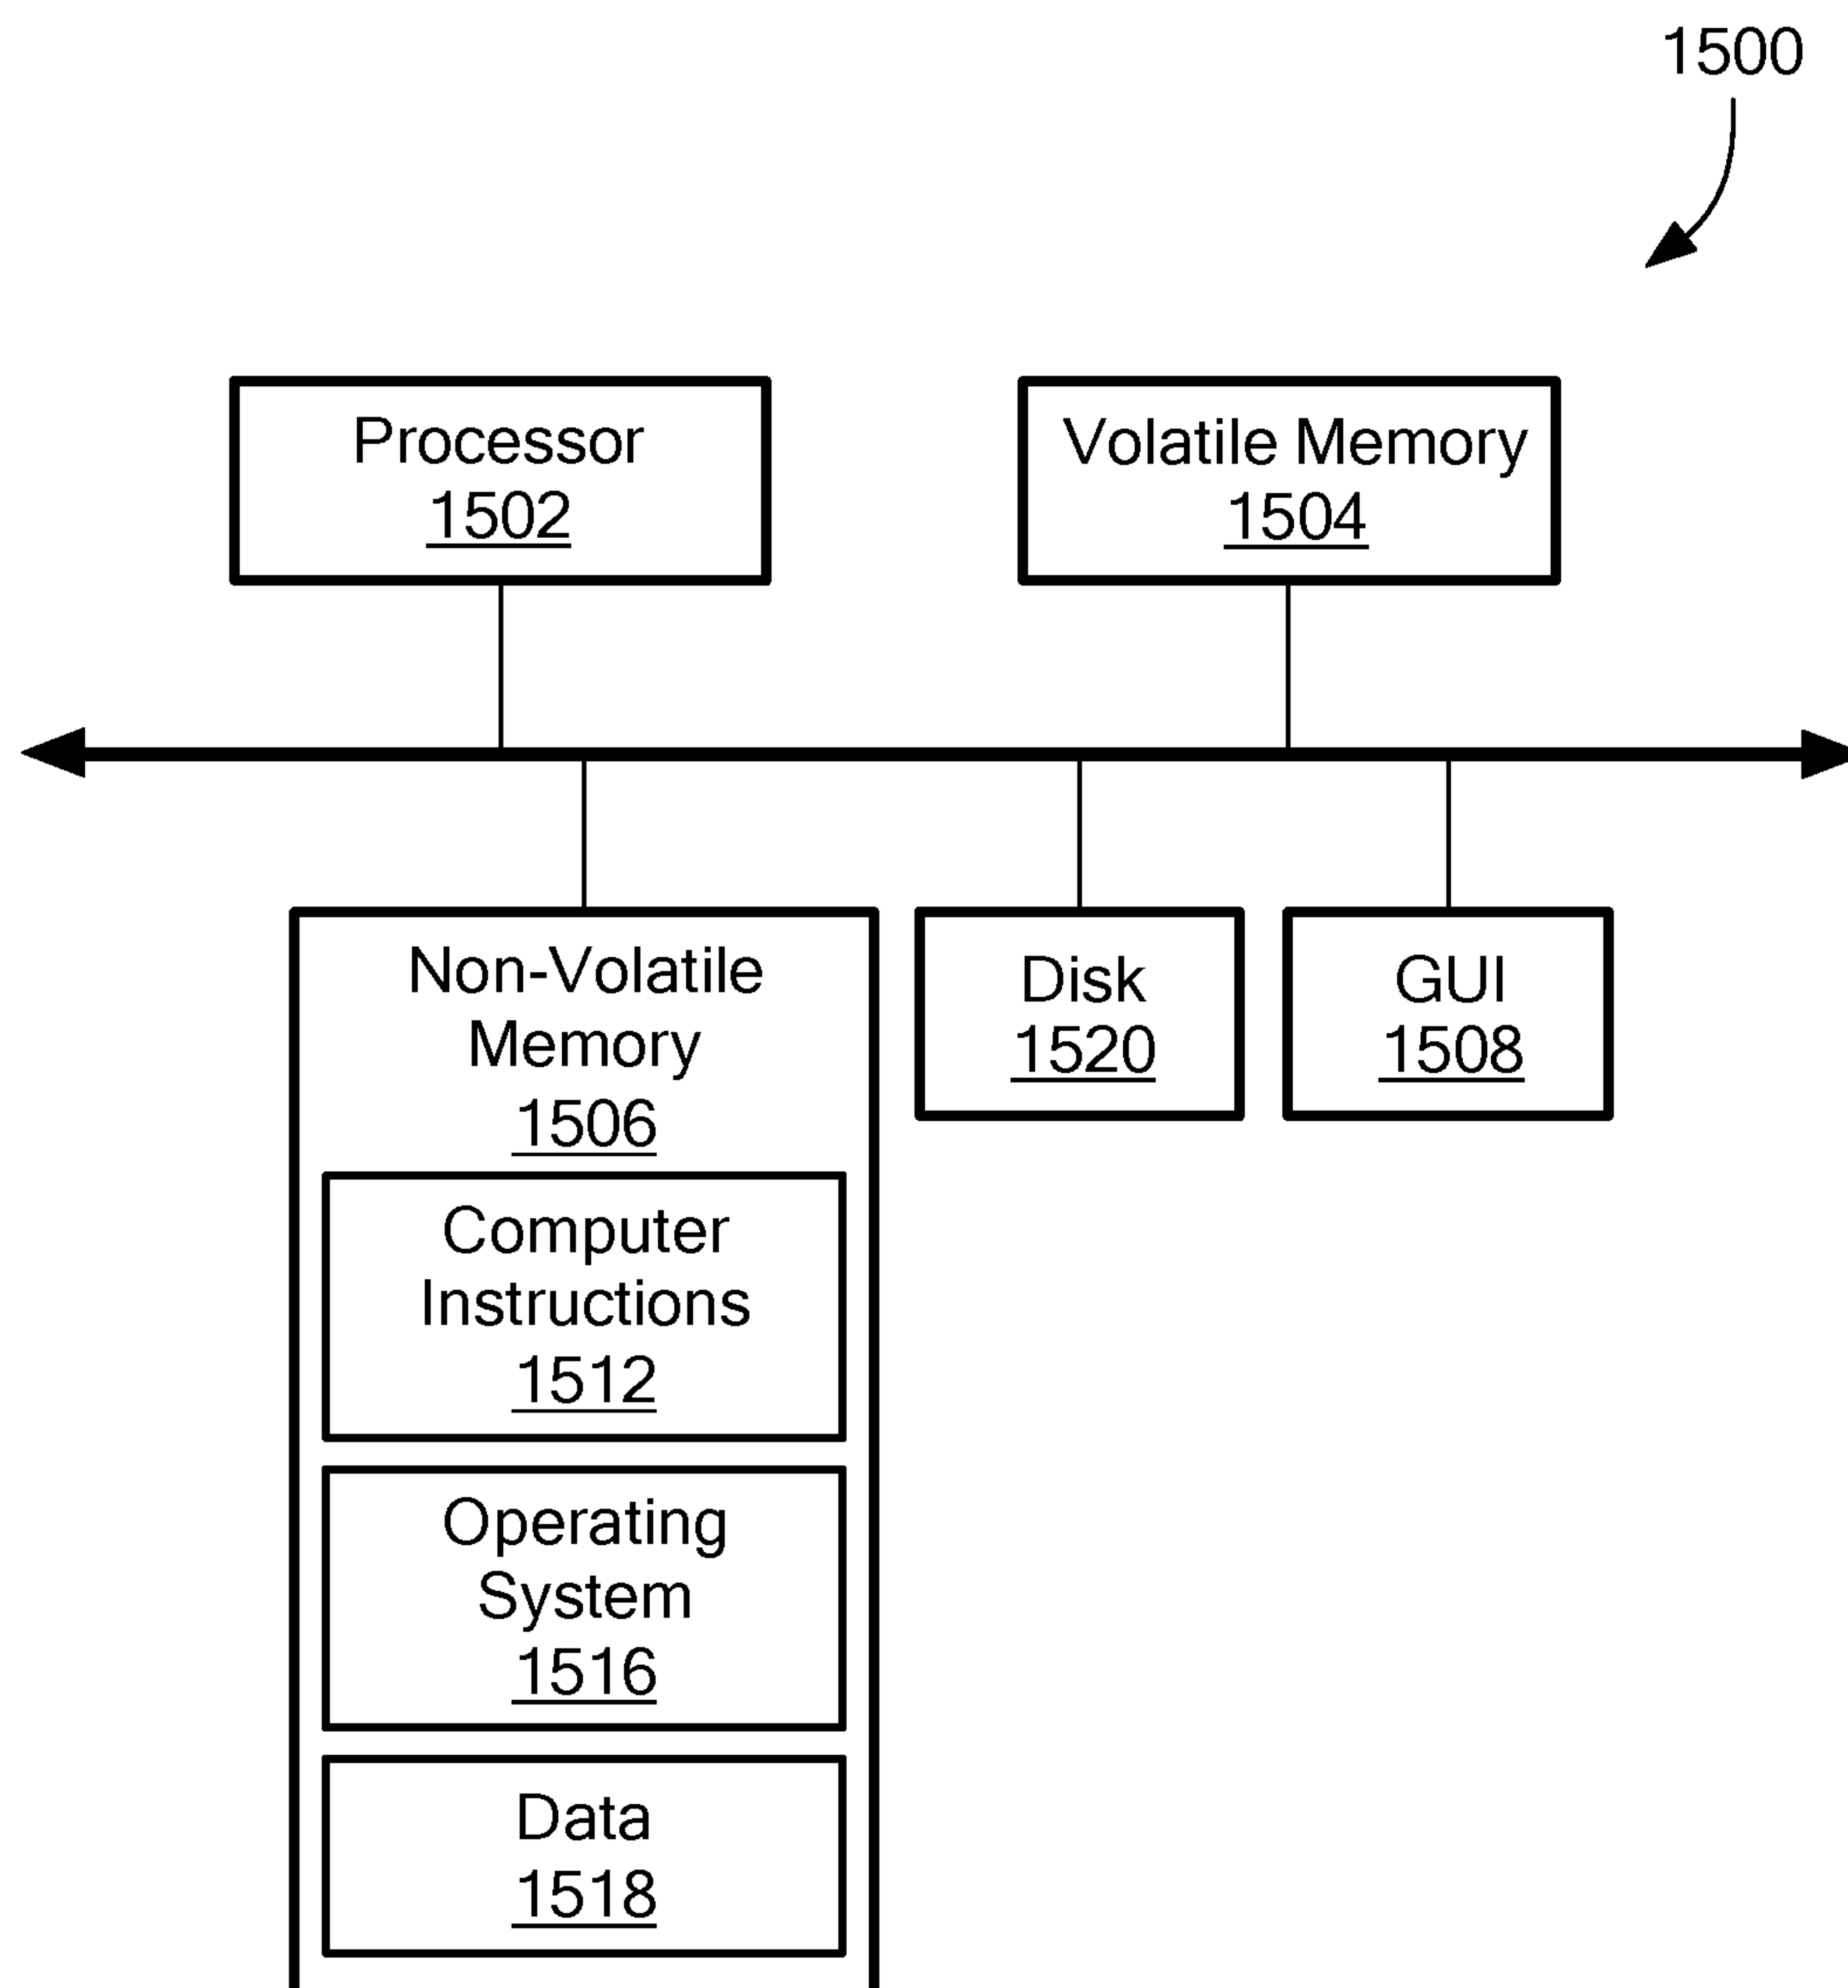 1500
Processor
1502
Volatile Memory
1504
Non-Volatile
Memory
1506
Disk
1520
GUI
1508
Computer
Instructions
1512
Operating
System
1516
Data
1518